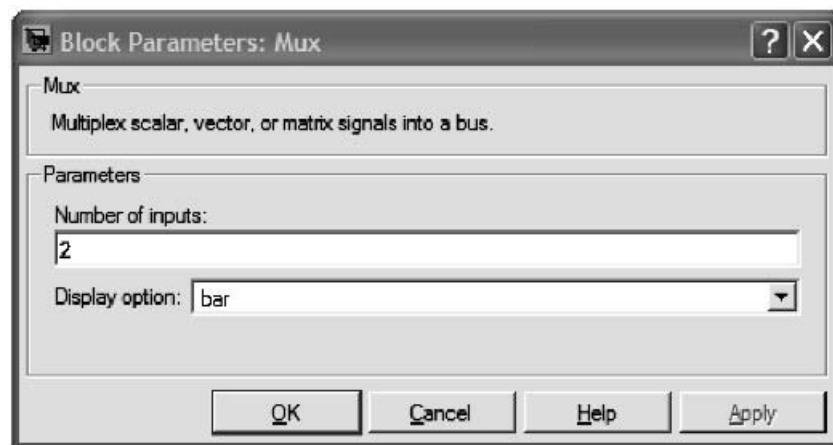 Block Parameters: Mux
Mux
Multiplex scalar, vector, or matrix signals into a bus.
Parameters
Number of inputs:
2
Display option: bar
OK Cancel Help Apply